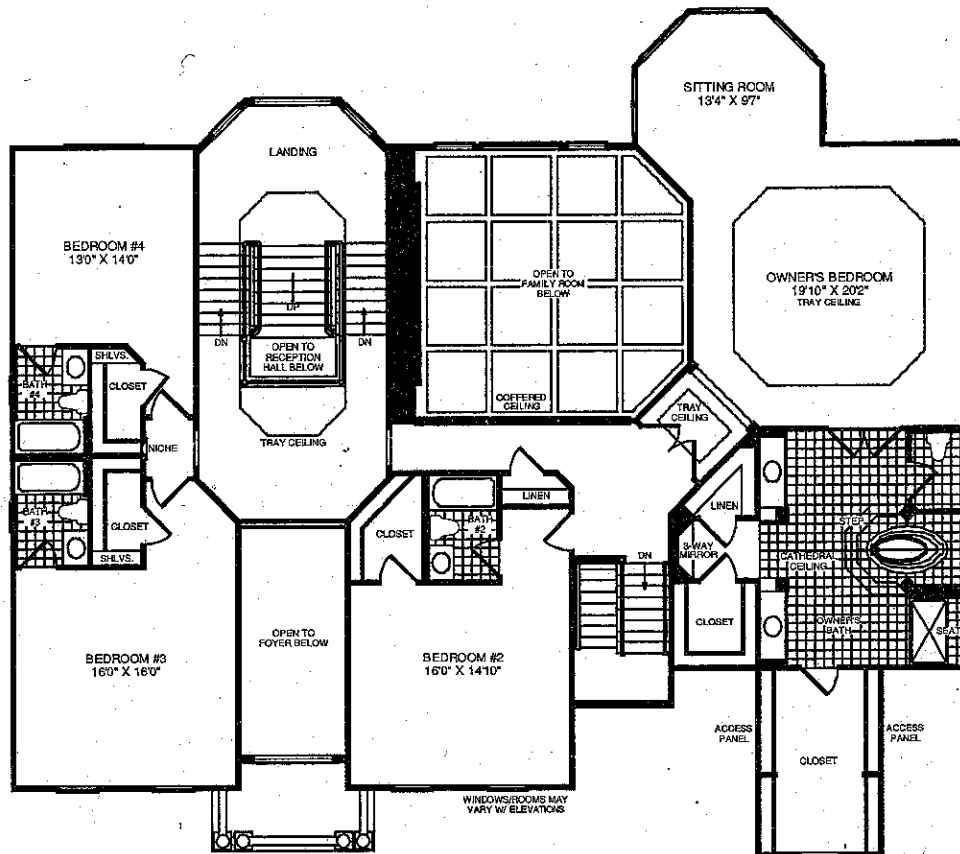 SITTING ROOM
13'4" X 9'7"
LANDING
BEDROOM #4
13'0" X 14'0"
OPEN TO
FAMILY ROOM
BELOW
OWNER'S BEDROOM
19'10" X 20'2"
TRAY CEILING
UP
DN
DN
OPEN TO
RECEPTION
HALL BELOW
SHLVS.
CLOSET
BATH
#4
COFFERED
CEILING
TRAY
CEILING
TRAY CEILING
NICHE
LINEN
LINEN
CLOSET
BATH
#3
SHLVS.
CLOSET
BATH
#2
STEP
3-WAY
MIRROR
CATHEDRAL
CEILING
DN
CLOSET
OWNER'S
BATH
SEAT
OPEN TO
FOYER BELOW
BEDROOM #3
16'0" X 16'0"
BEDROOM #2
16'0" X 14'10"
ACCESS
PANEL
ACCESS
PANEL
CLOSET
WINDOWS/ROOMS MAY
VARY W/ ELEVATIONS